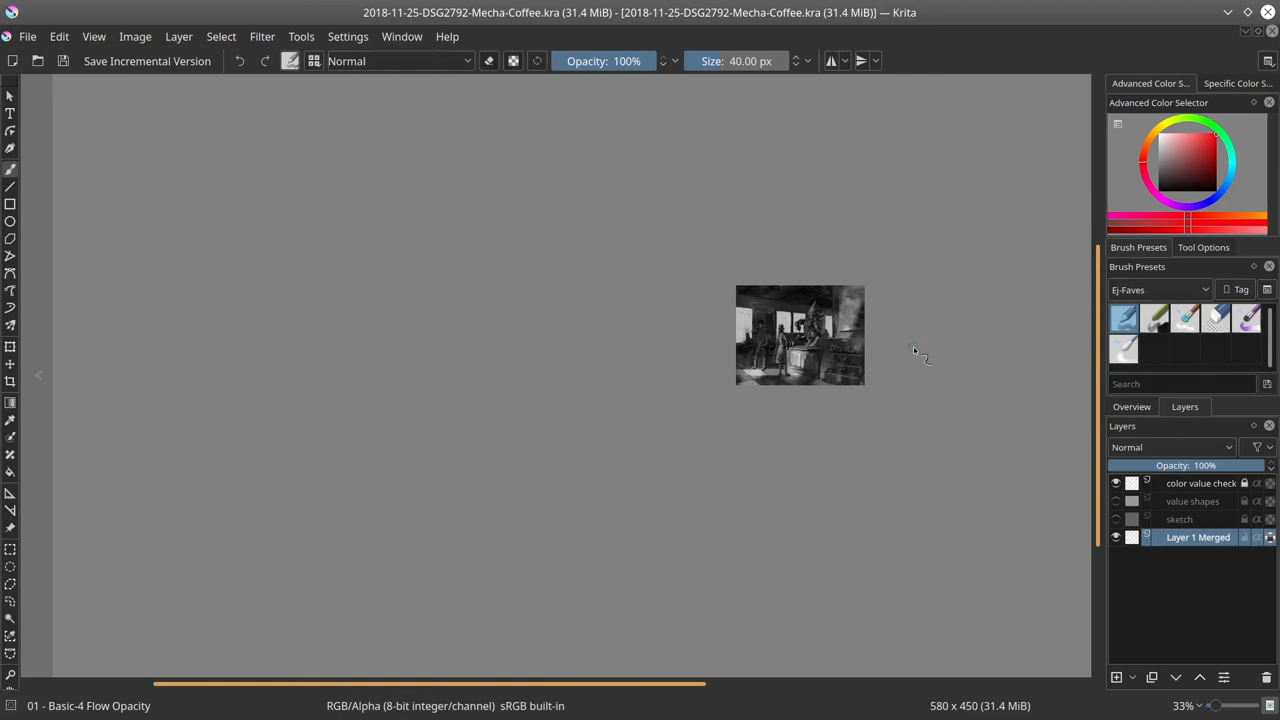 2018-11-25-DSG2792-Mecha-Coffee.kra (31.4 MiB) - [2018-11-25-DSG2792-Mecha-Coffee.kra (31.4 MiB)] — Krita
File Edit View Image Layer Select Filter Tools Settings Window Help
Save Incremental Version Normal Opacity: 100% Size: 40.00 px
Advanced Color S... Specific Color S...
Advanced Color Selector
Brush Presets Tool Options
Brush Presets
Ej-Faves Tag
Search
Overview Layers
Layers
Normal
Opacity: 100%
color value check
value shapes
sketch
Layer 1 Merged
01 - Basic-4 Flow Opacity RGB/Alpha (8-bit integer/channel) sRGB built-in 580 x 450 (31.4 MiB) 33%